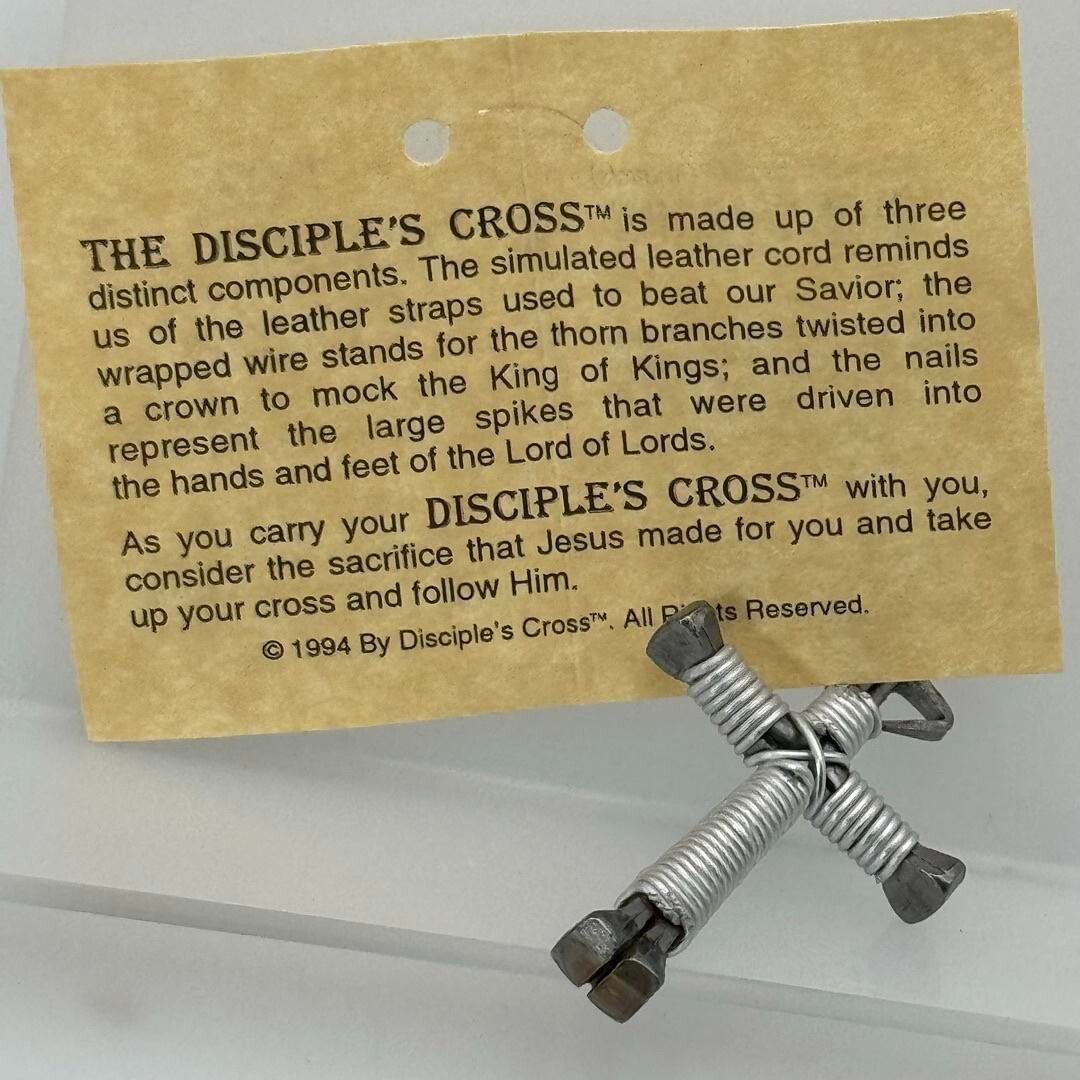 THE DISCIPLE'S CROSS™ is made up of three
distinct components. The simulated leather cord reminds
us of the leather straps used to beat our Savior; the
wrapped wire stands for the thorn branches twisted into
a crown to mock the King of Kings; and the nails
represent the large spikes that were driven into
the hands and feet of the Lord of Lords.
As you carry your DISCIPLE'S CROSS™ with you,
consider the sacrifice that Jesus made for you and take
up your cross and follow Him.
© 1994 By Disciple's Cross™. All Reserved.